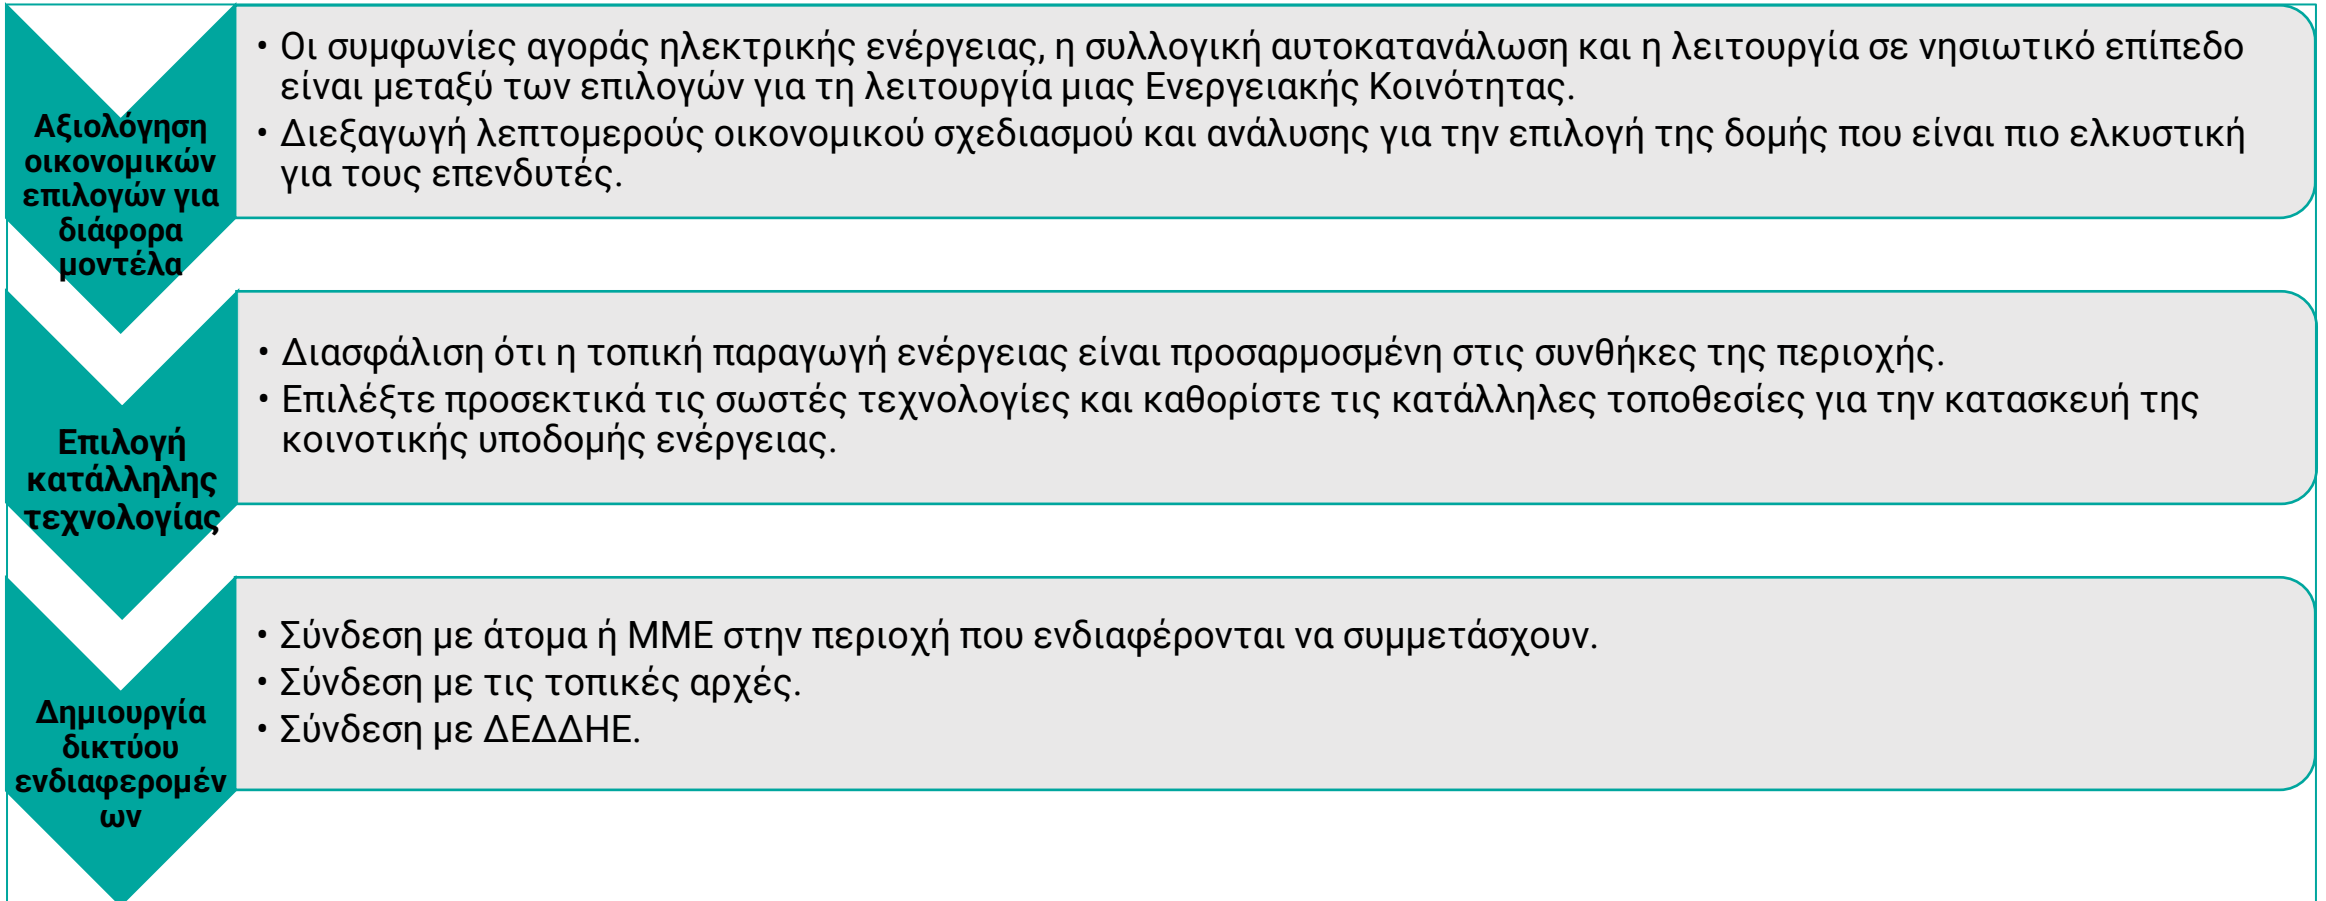 Αξιολόγηση
οικονομικών
επιλογών για
διάφορα
μοντέλα
• Οι συμφωνίες αγοράς ηλεκτρικής ενέργειας, η συλλογική αυτοκατανάλωση και η λειτουργία σε νησιωτικό επίπεδο
είναι μεταξύ των επιλογών για τη λειτουργία μιας Ενεργειακής Κοινότητας.
• Διεξαγωγή λεπτομερούς οικονομικού σχεδιασμού και ανάλυσης για την επιλογή της δομής που είναι πιο ελκυστική
για τους επενδυτές.
Επιλογή
κατάλληλης
τεχνολογίας
• Διασφάλιση ότι η τοπική παραγωγή ενέργειας είναι προσαρμοσμένη στις συνθήκες της περιοχής.
• Επιλέξτε προσεκτικά τις σωστές τεχνολογίες και καθορίστε τις κατάλληλες τοποθεσίες για την κατασκευή της
κοινοτικής υποδομής ενέργειας.
Δημιουργία
δικτύου
ενδιαφερομέν
ων
• Σύνδεση με άτομα ή ΜΜΕ στην περιοχή που ενδιαφέρονται να συμμετάσχουν.
• Σύνδεση με τις τοπικές αρχές.
• Σύνδεση με ΔΕΔΔΗΕ.